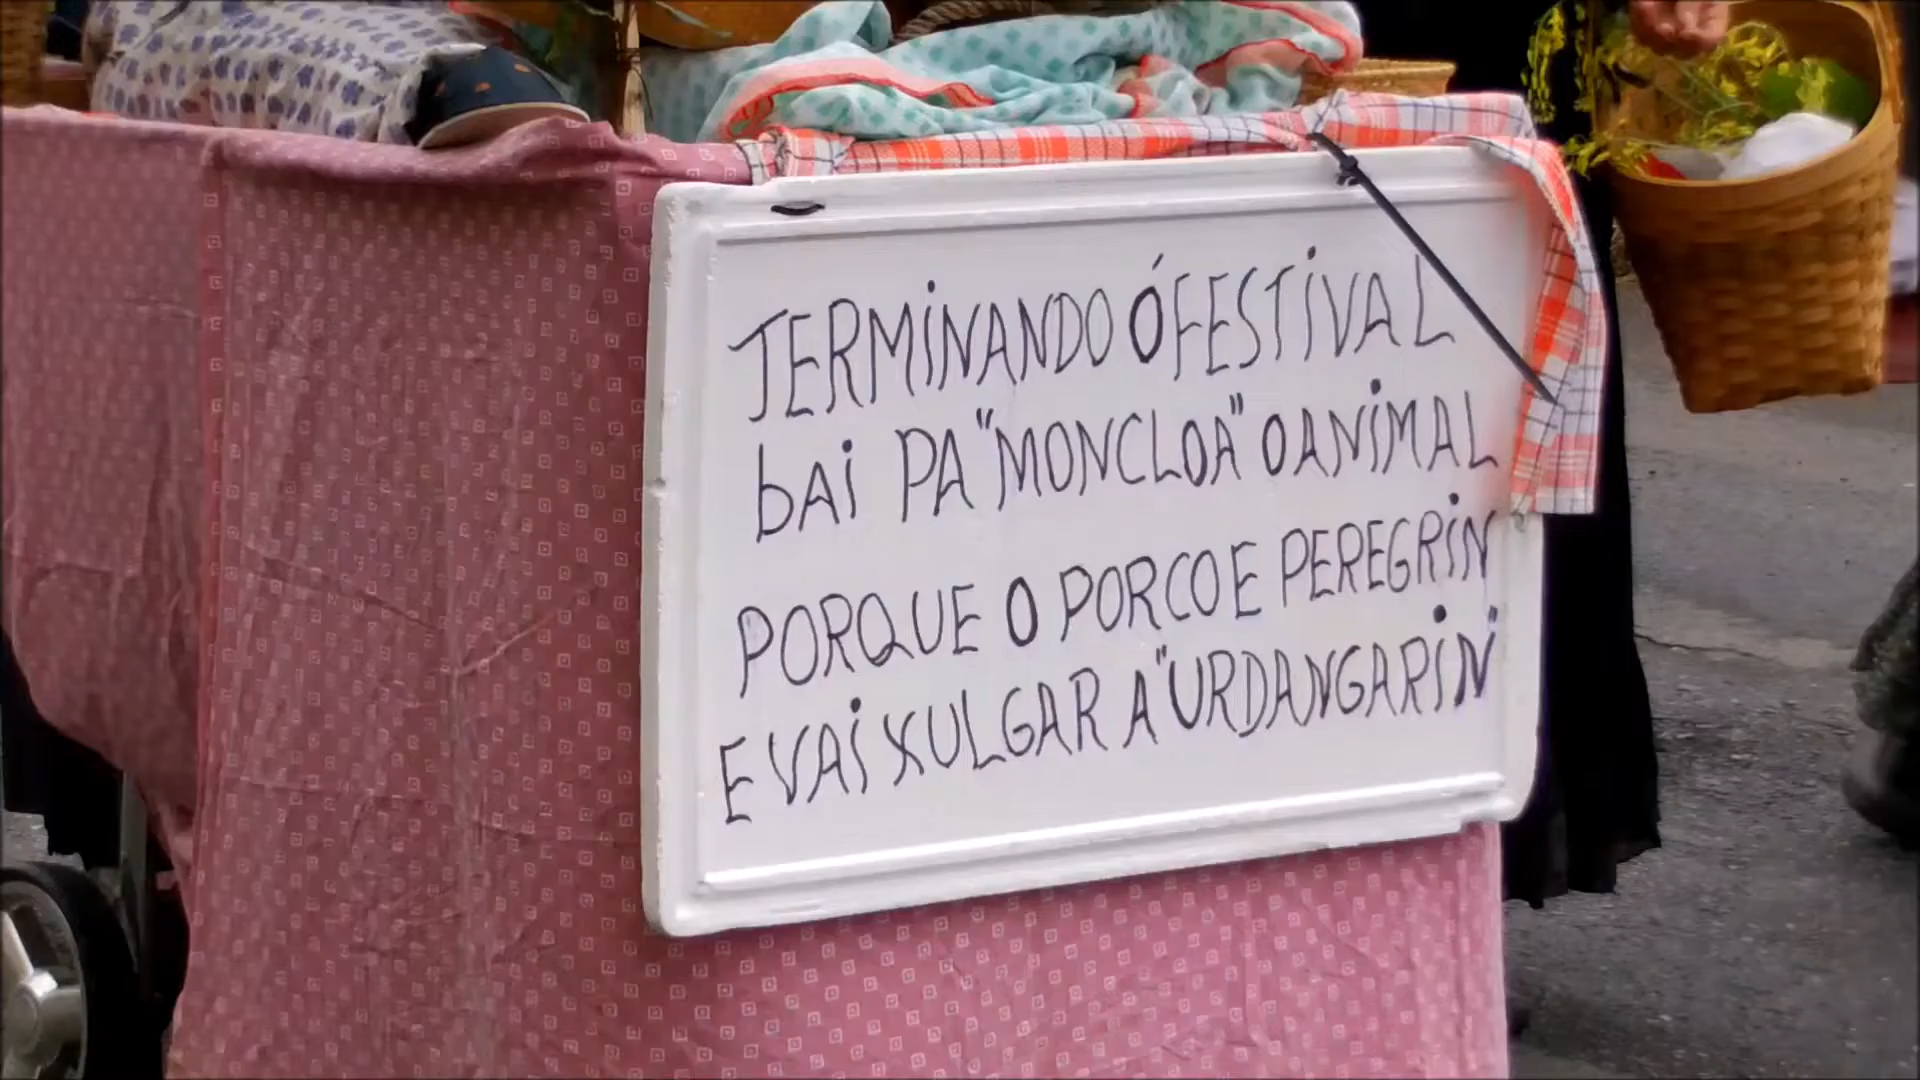 TERMINANDO Ó FESTIVAL
bAi PA "MONCLOA" O ANiMAL
PORQUE O PORCO E PEREGRiN
E VAi XULGAR A "URDANGARiN"